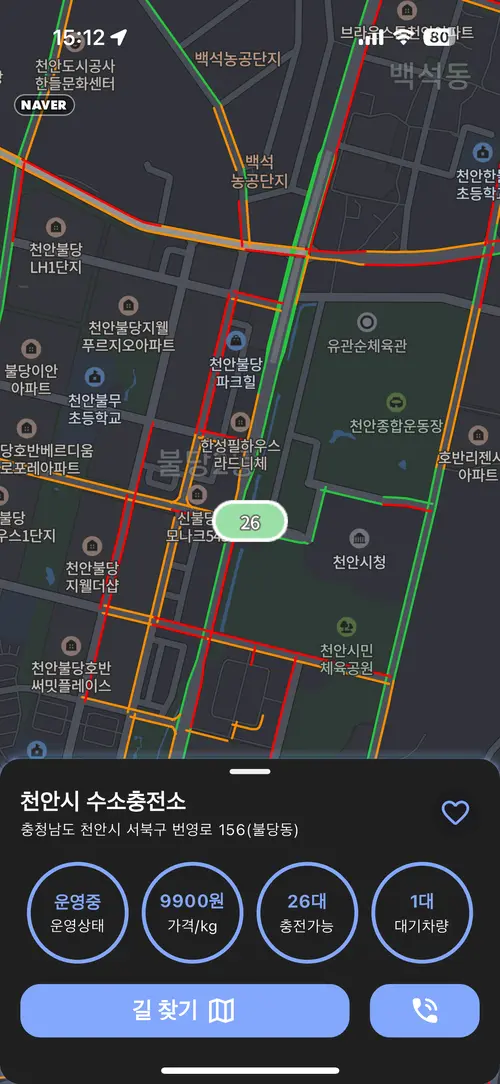 15:12
80
브라운스톤천안아파트
천안도시공사
한들문화센터
백석농공단지
백석동
NAVER
백석
농공단지
천안한들
초등학교
천안불당
LH1단지
천안불당지웰
푸르지오아파트
유관순체육관
불당이안
아파트
천안불당
파크힐
천안불무
초등학교
천안종합운동장
당호반베르디움
로포레아파트
한성필하우스
라드니체
호반리젠시
아파트
불당
우스1단지
신불당
모나크54
26
천안시청
천안불당
지웰더샵
천안시민
체육공원
천안불당호반
써밋플레이스
천안시 수소충전소
충청남도 천안시 서북구 번영로 156(불당동)
운영중
운영상태
9900원
가격/kg
26대
충전가능
1대
대기차량
길 찾기